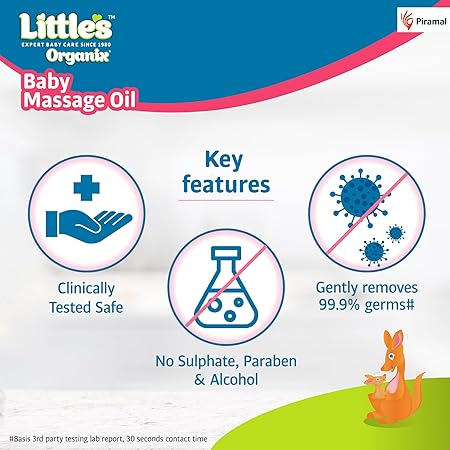 Little's™
EXPERT BABY CARE SINCE 1980
Organix
Piramal
Baby
Massage Oil
Key
features
Clinically
Tested Safe
No Sulphate, Paraben
& Alcohol
Gently removes
99.9% germs#
#Basis 3rd party testing lab report, 30 seconds contact time